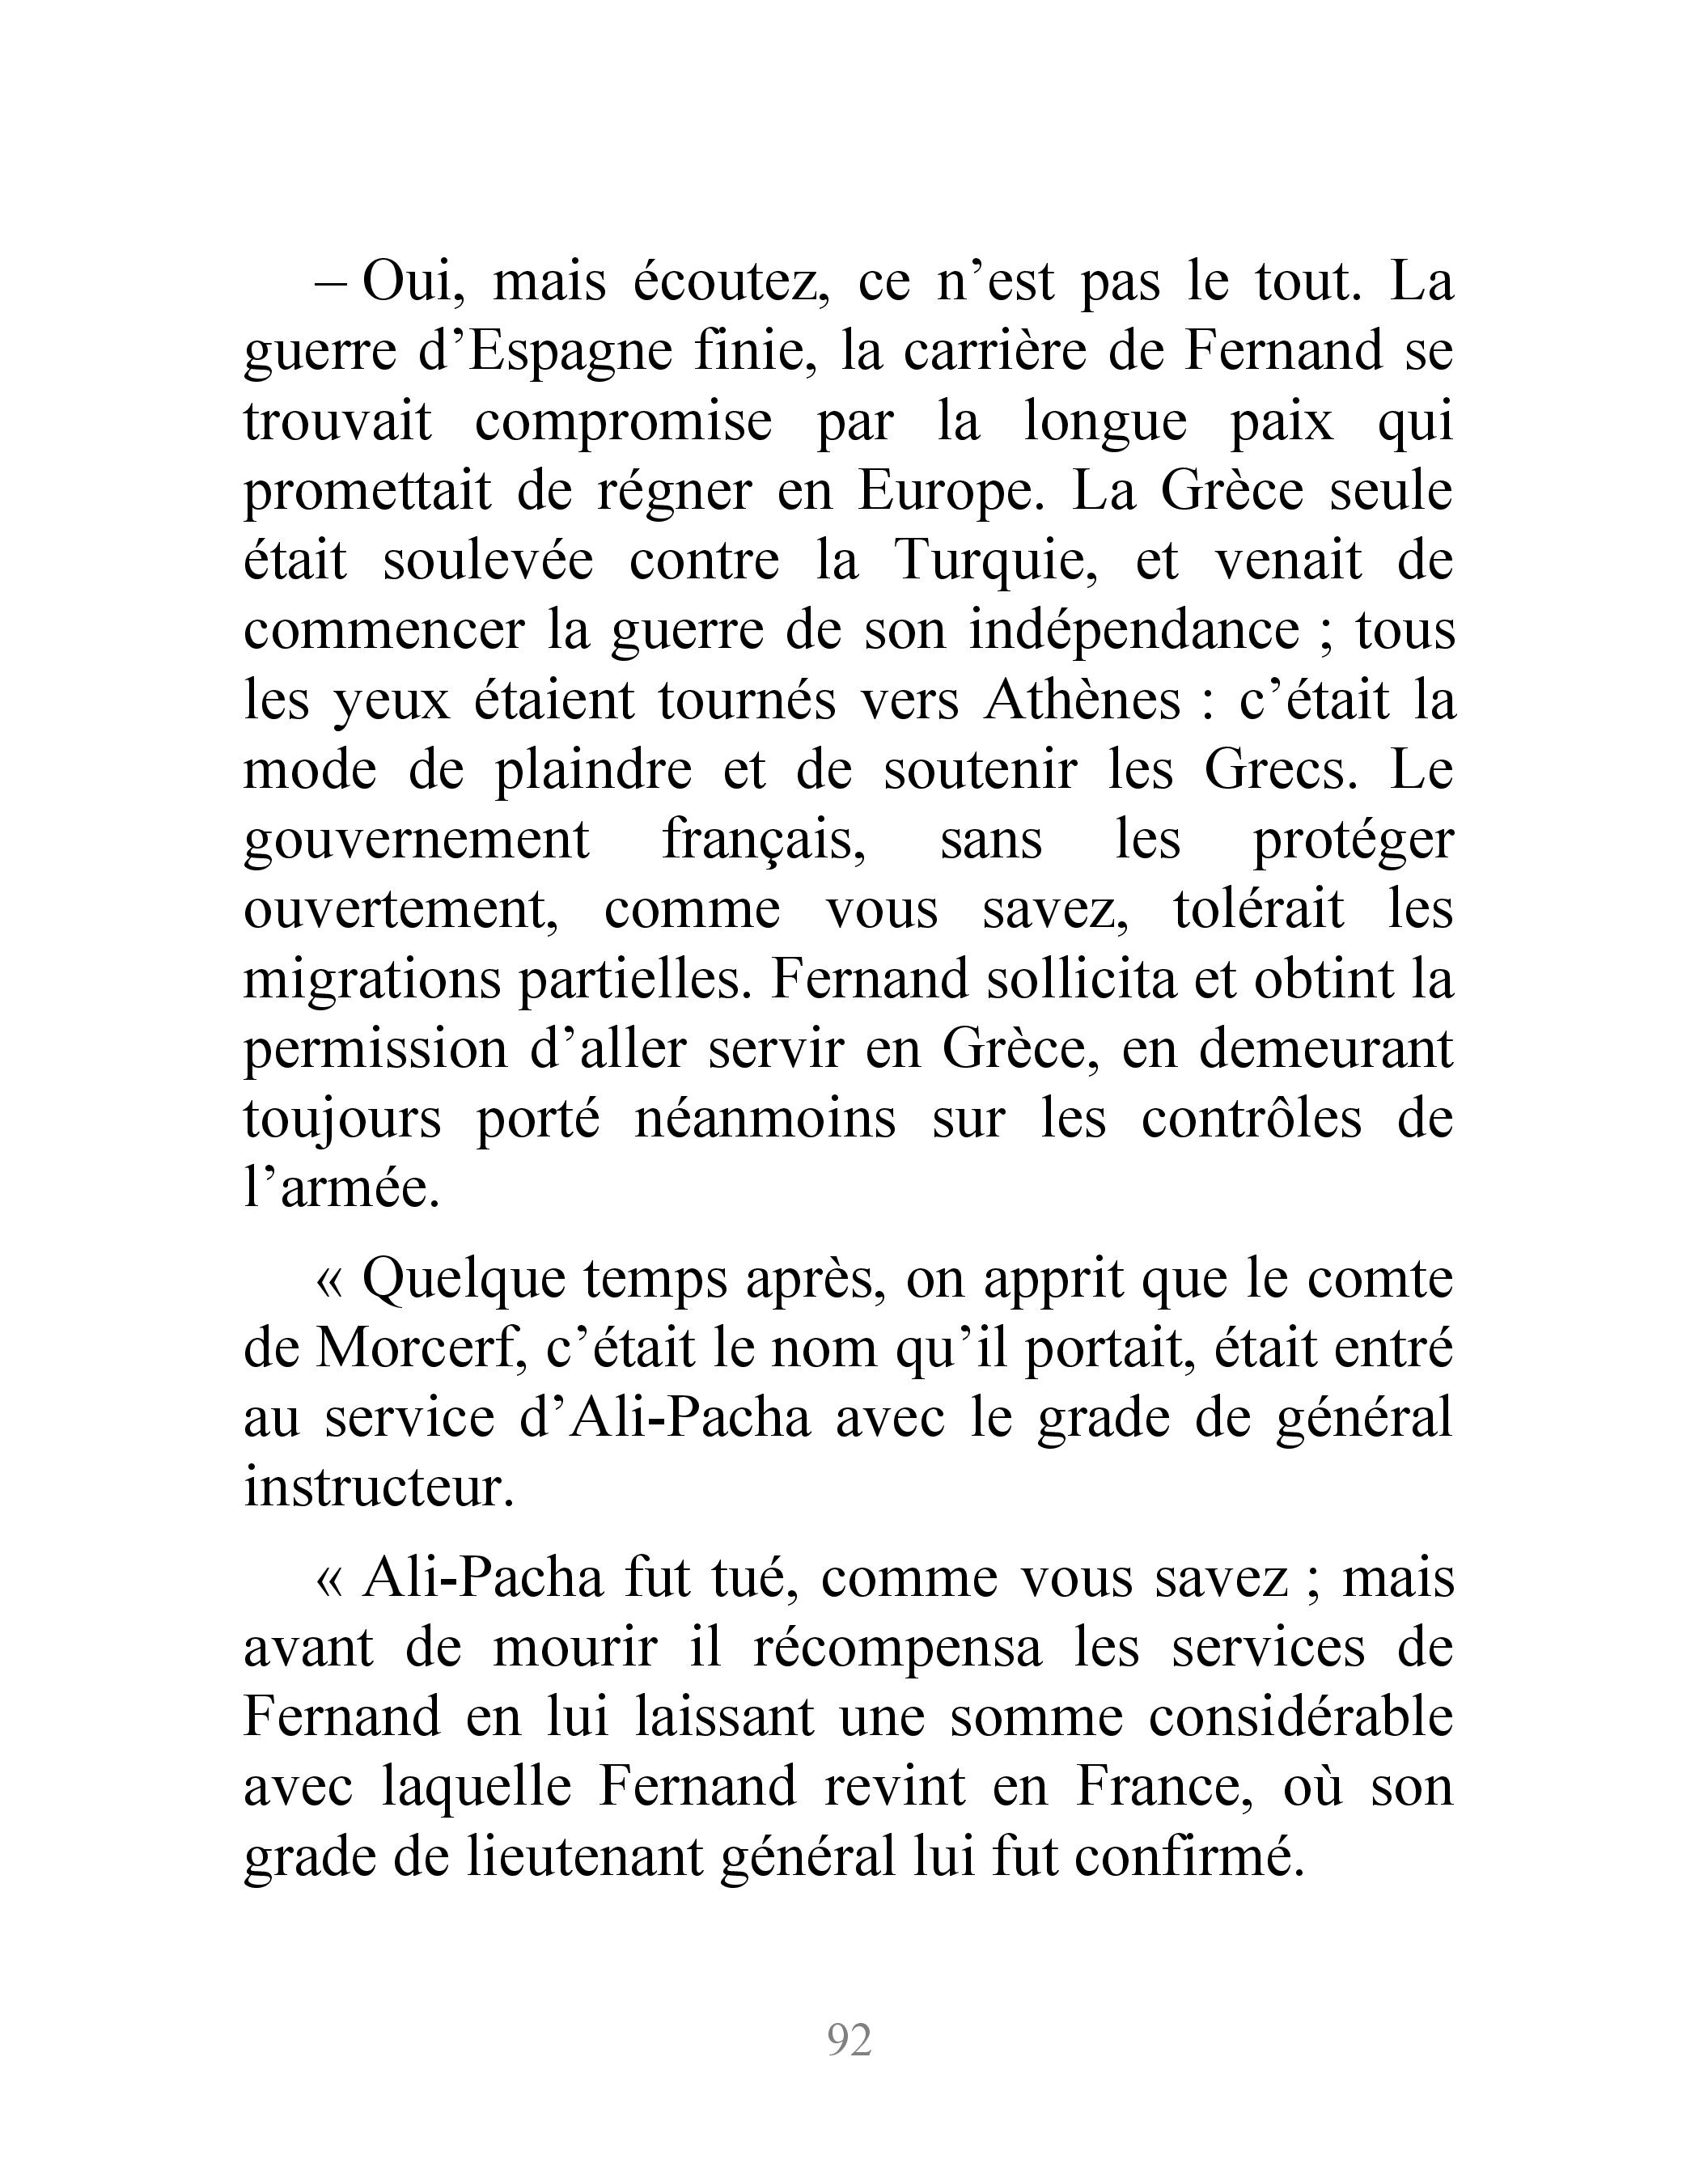 – Oui, mais écoutez, ce n’est pas le tout. La
guerre d’Espagne finie, la carrière de Fernand se
trouvait compromise par la longue paix qui
promettait de régner en Europe. La Grèce seule
était soulevée contre la Turquie, et venait de
commencer la guerre de son indépendance ; tous
les yeux étaient tournés vers Athènes : c’était la
mode de plaindre et de soutenir les Grecs. Le
gouvernement français, sans les protéger
ouvertement, comme vous savez, tolérait les
migrations partielles. Fernand sollicita et obtint la
permission d’aller servir en Grèce, en demeurant
toujours porté néanmoins sur les contrôles de
l’armée.
« Quelque temps après, on apprit que le comte
de Morcerf, c’était le nom qu’il portait, était entré
au service d’Ali-Pacha avec le grade de général
instructeur.
« Ali-Pacha fut tué, comme vous savez ; mais
avant de mourir il récompensa les services de
Fernand en lui laissant une somme considérable
avec laquelle Fernand revint en France, où son
grade de lieutenant général lui fut confirmé.
92